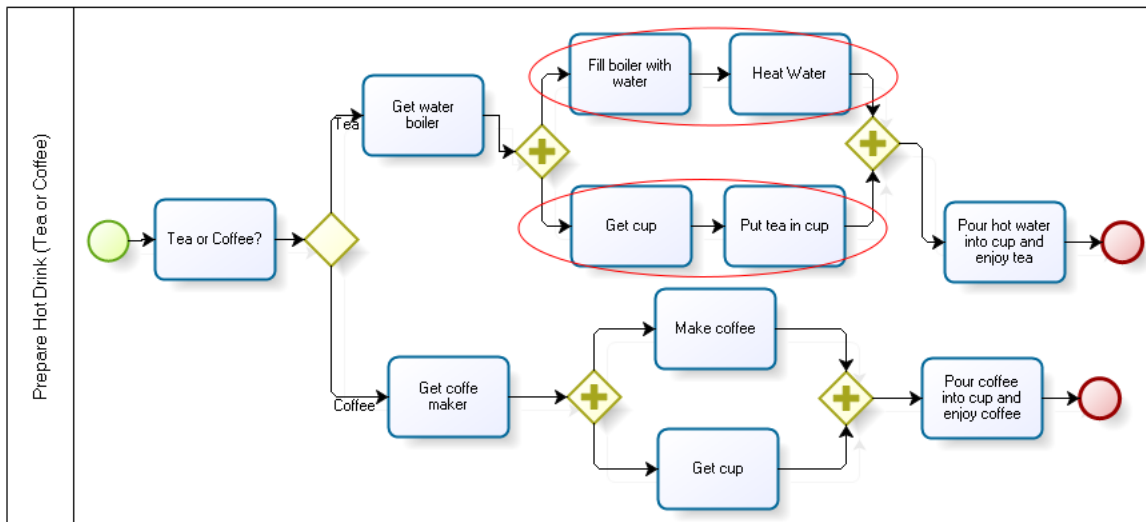 Prepare Hot Drink (Tea or Coffee)
Tea or Coffee?
Tea
Get water
boiler
Fill boiler with
water
Heat Water
Get cup
Put tea in cup
Pour hot water
into cup and
enjoy tea
Coffee
Get coffe
maker
Make coffee
Get cup
Pour coffee
into cup and
enjoy coffee